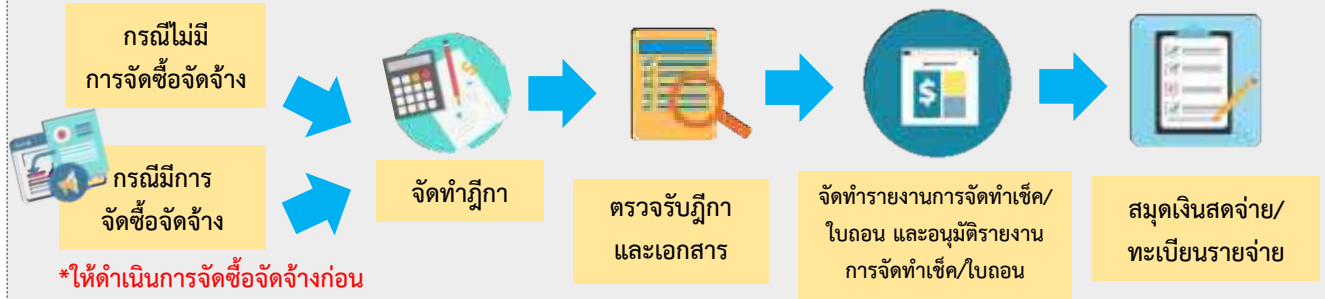 กรณีไม่มี
การจัดซื้อจัดจ้าง
กรณีมีการ
จัดซื้อจัดจ้าง
*ให้ดำเนินการจัดซื้อจัดจ้างก่อน
จัดทำฎีกา
ตรวจรับฎีกา
และเอกสาร
จัดทำรายงานการจัดทำเช็ค/
ใบถอน และอนุมัติรายงาน
การจัดทำเช็ค/ใบถอน
สมุดเงินสดจ่าย/
ทะเบียนรายจ่าย